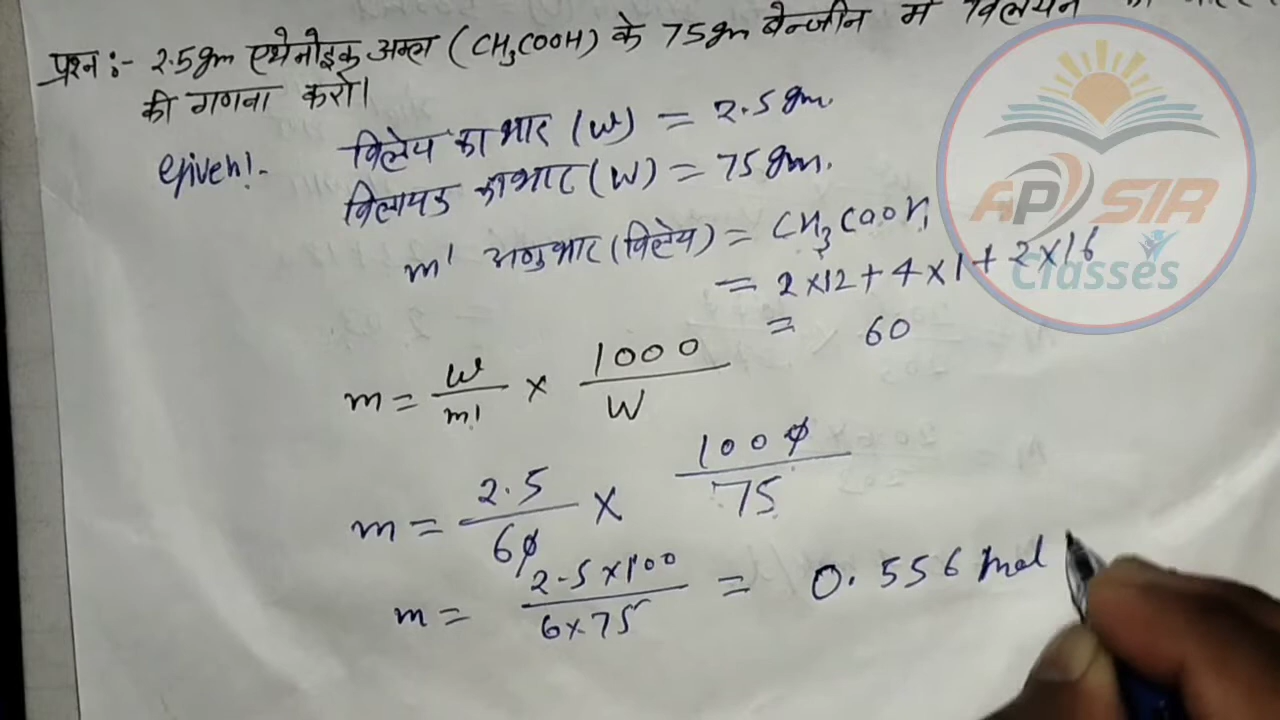 प्रश्न :- 2.5gm एथेनोइक अम्ल (CH3COOH) के 75gm बेन्जीन में विलयन की
की गणना करो।
Given!- विलेय का भार (w) = 2.5 gm.
विलायक का भार (W) = 75 gm.
m' अणुभार (विलेय) = CH3COOH
= 2×12 + 4×1 + 2×16
= 60
m = w/m' × 1000/W
m = 2.5/60 × 1000/75
m = 2.5×100/6×75 = 0.556 mol
AP SIR
Classes